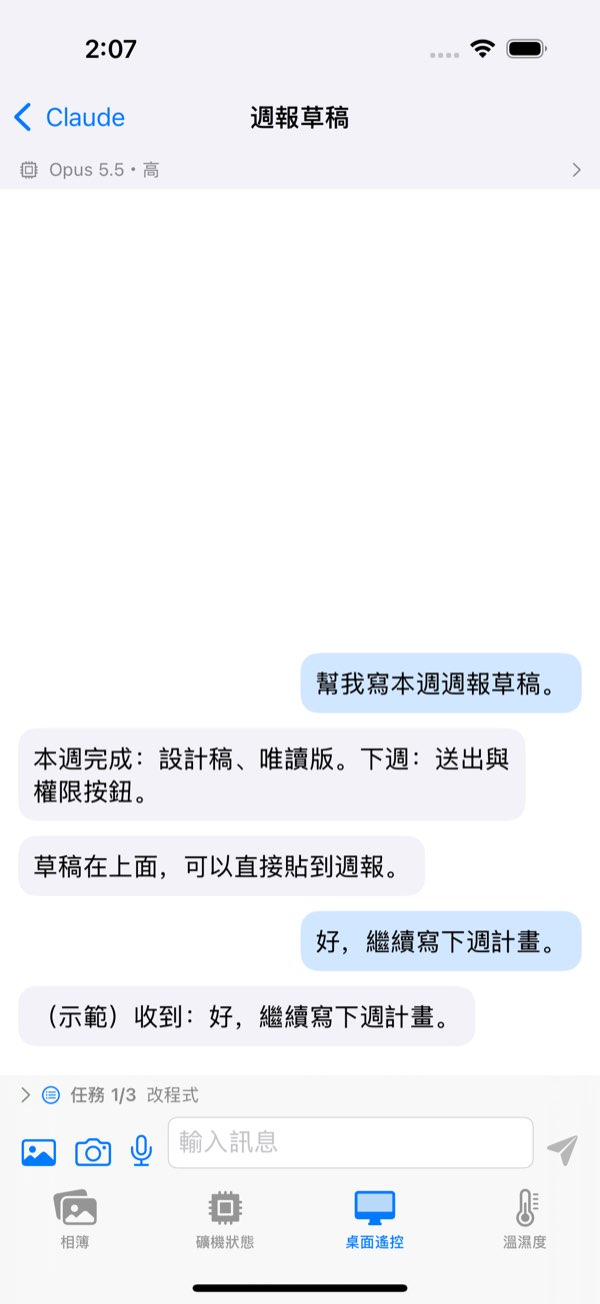 2:07
Claude
週報草稿
Opus 5.5・高
幫我寫本週週報草稿。
本週完成：設計稿、唯讀版。下週：送出與
權限按鈕。
草稿在上面，可以直接貼到週報。
好，繼續寫下週計畫。
（示範）收到：好，繼續寫下週計畫。
任務 1/3 改程式
輸入訊息
相簿
礦機狀態
桌面遙控
溫濕度